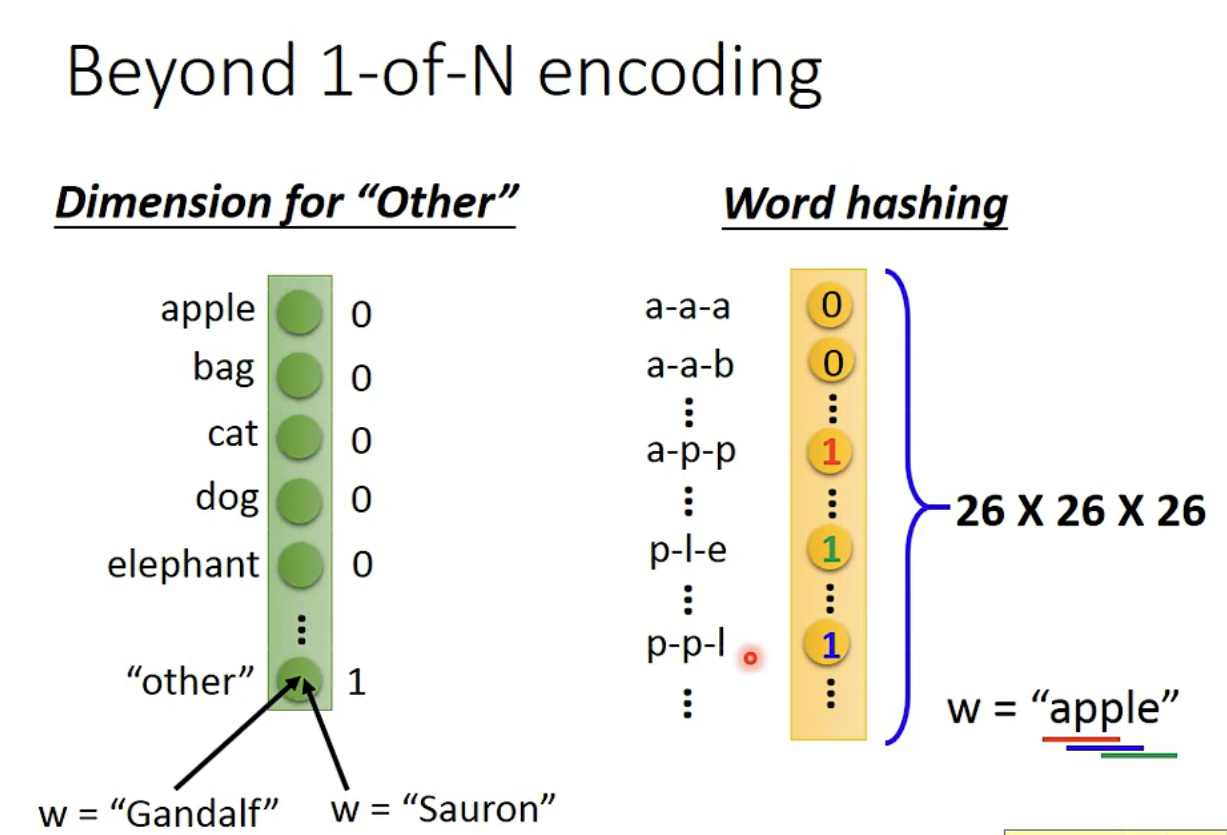 Beyond 1-of-N encoding
Dimension for “Other”
apple 0
bag 0
cat 0
dog 0
elephant 0
⋮
“other” 1
w = “Gandalf” w = “Sauron”
Word hashing
a-a-a 0
a-a-b 0
⋮ ⋮
a-p-p 1
⋮ ⋮
p-l-e 1
⋮ ⋮
p-p-l 1
⋮ ⋮
26 X 26 X 26
w = “apple”